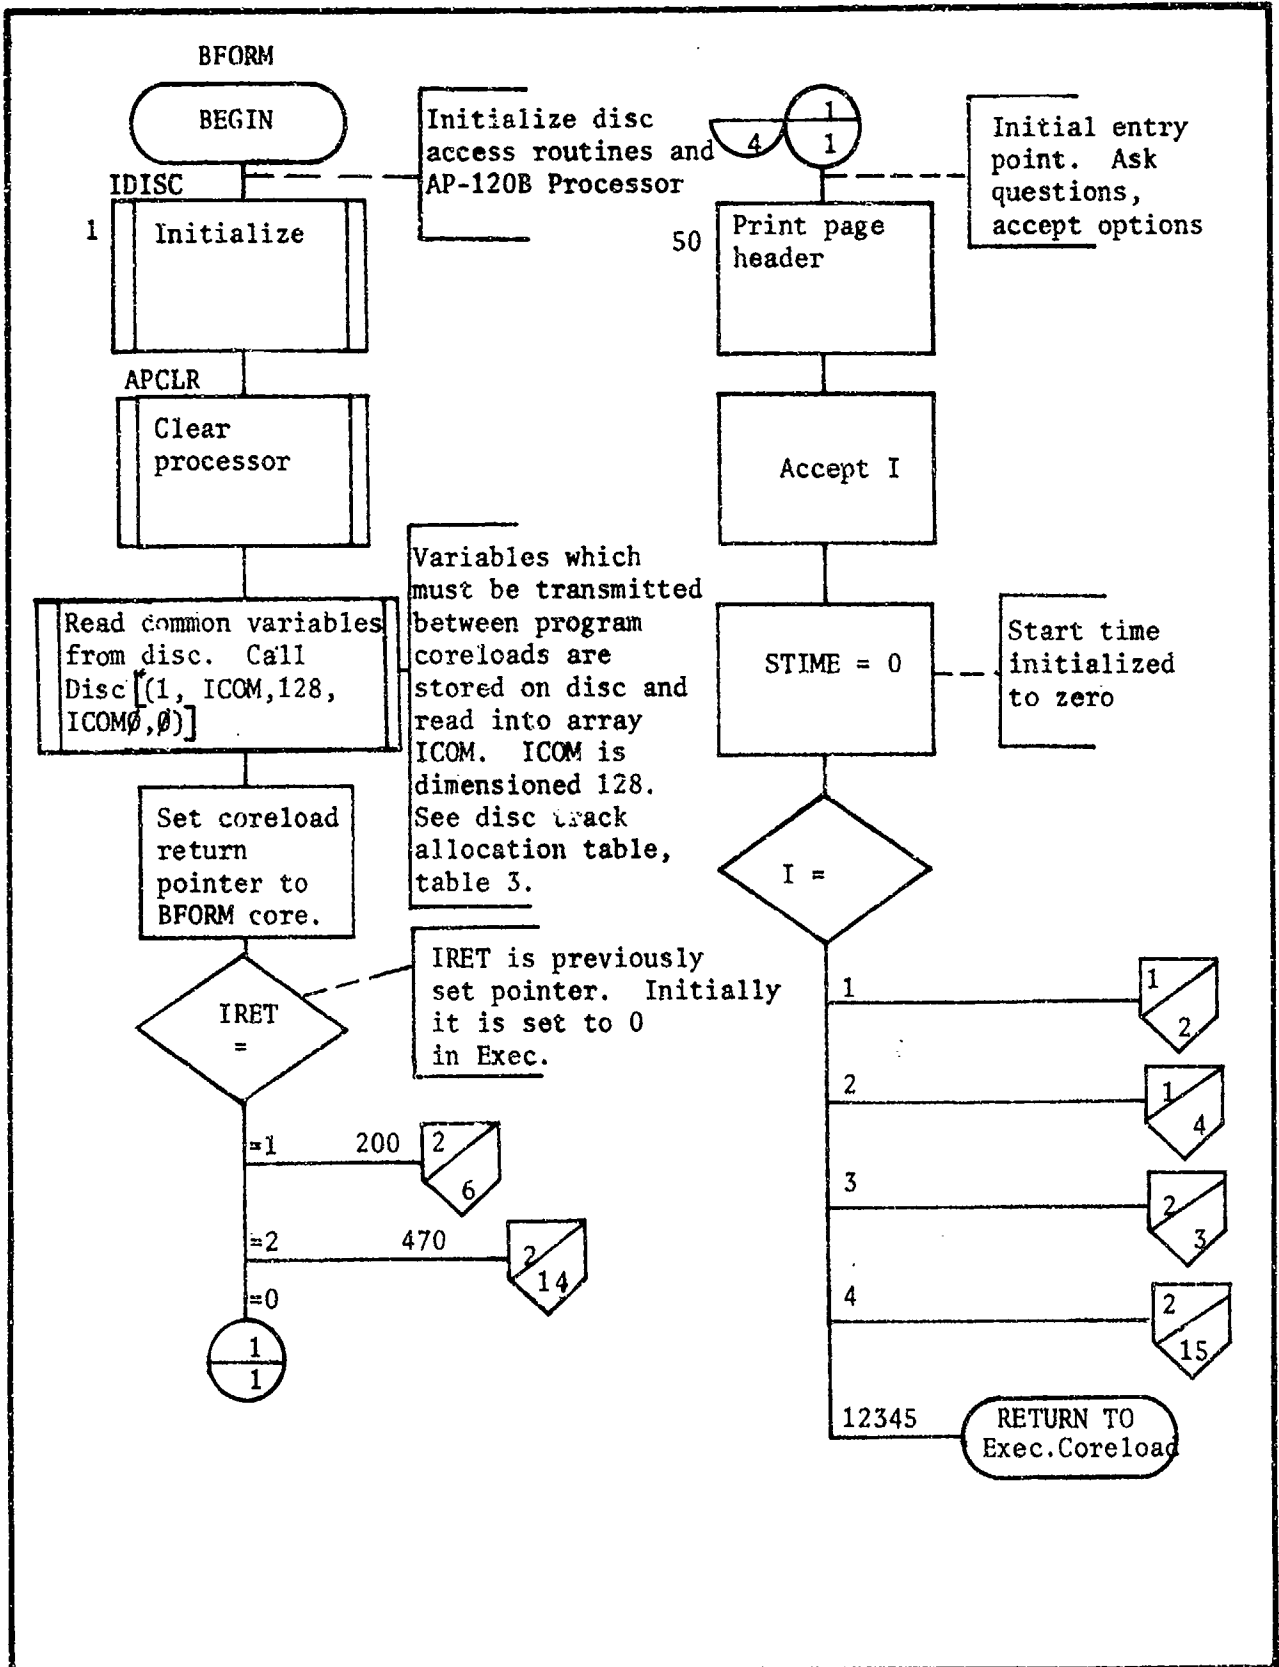 BFORM
BEGIN
Initialize disc
access routines and
AP-120B Processor
IDISC
1
Initialize
APCLR
Clear
processor
Read common variables
from disc. Call
Disc[(1, ICOM,128,
ICOMØ,Ø)]
Variables which
must be transmitted
between program
coreloads are
stored on disc and
read into array
ICOM. ICOM is
dimensioned 128.
See disc track
allocation table,
table 3.
Set coreload
return
pointer to
BFORM core.
IRET
=
IRET is previously
set pointer. Initially
it is set to 0
in Exec.
=1
200
2
6
=2
470
2
14
=0
1
1
4
1
1
Initial entry
point. Ask
questions,
accept options
50
Print page
header
Accept I
STIME = 0
Start time
initialized
to zero
I =
1
1
2
2
1
4
3
2
3
4
2
15
12345
RETURN TO
Exec.Coreload